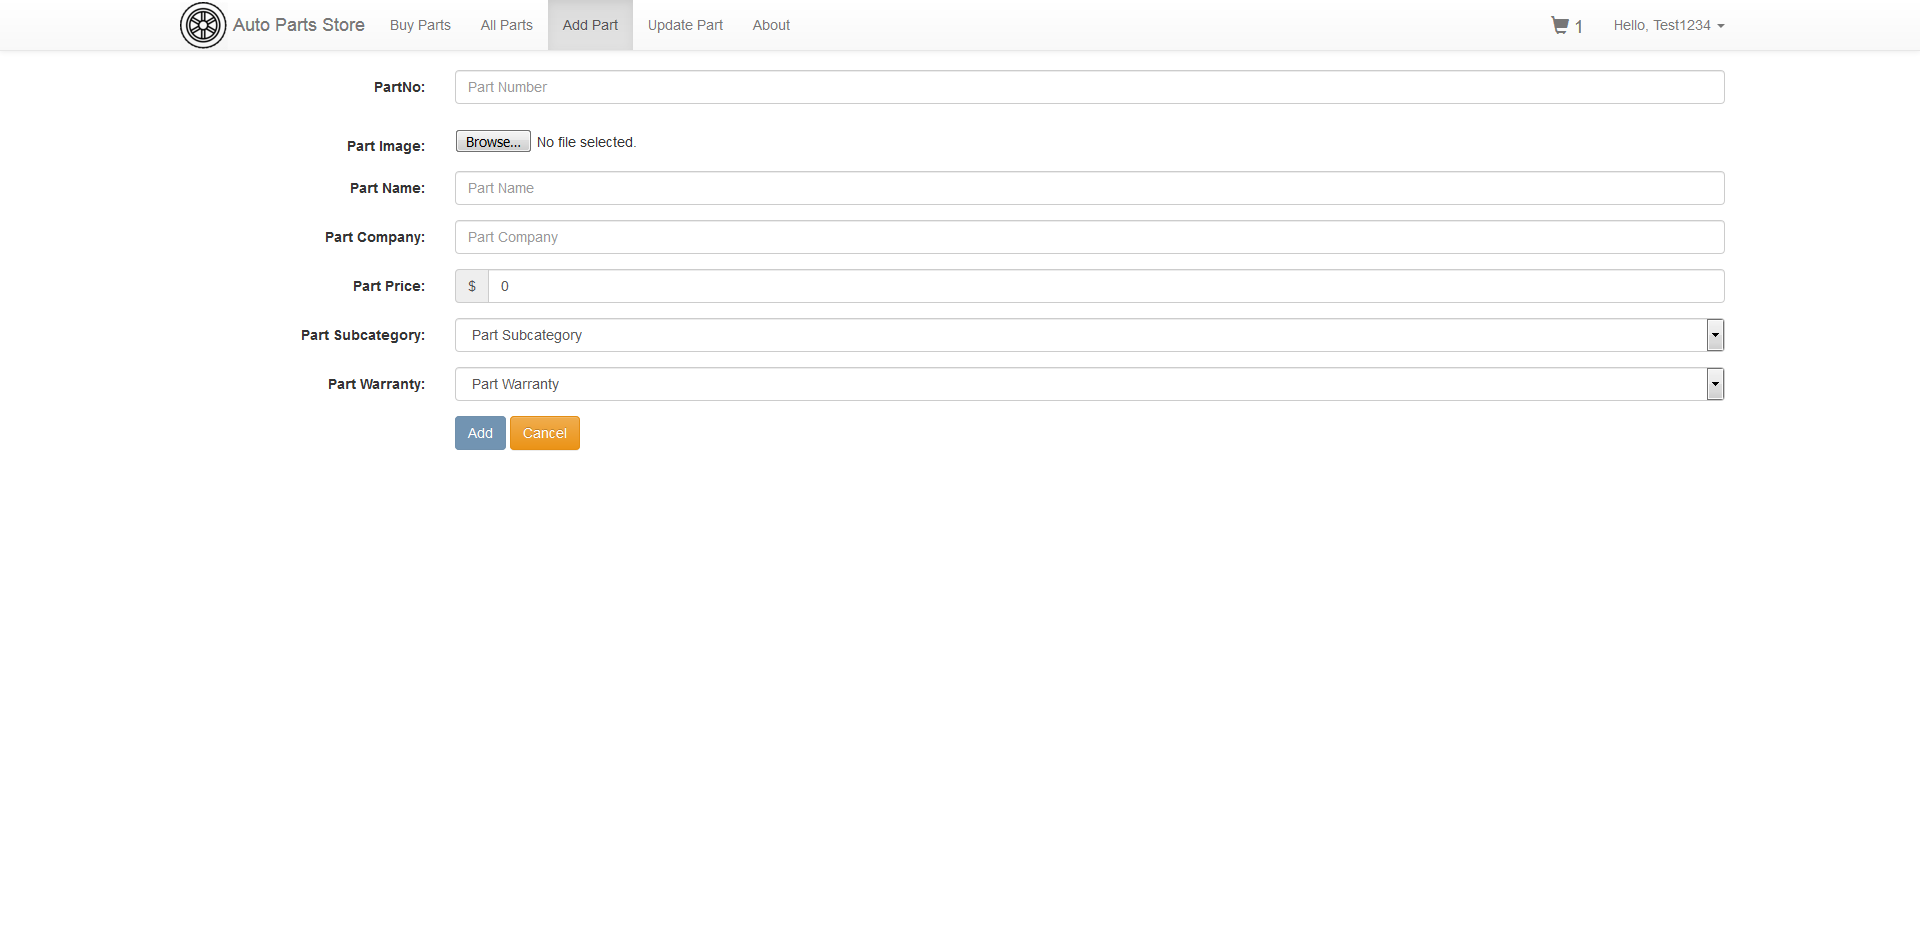 Auto Parts Store Buy Parts All Parts Add Part Update Part About 1 Hello, Test1234
PartNo: Part Number
Part Image: Browse... No file selected.
Part Name: Part Name
Part Company: Part Company
Part Price: $ 0
Part Subcategory: Part Subcategory
Part Warranty: Part Warranty
Add Cancel